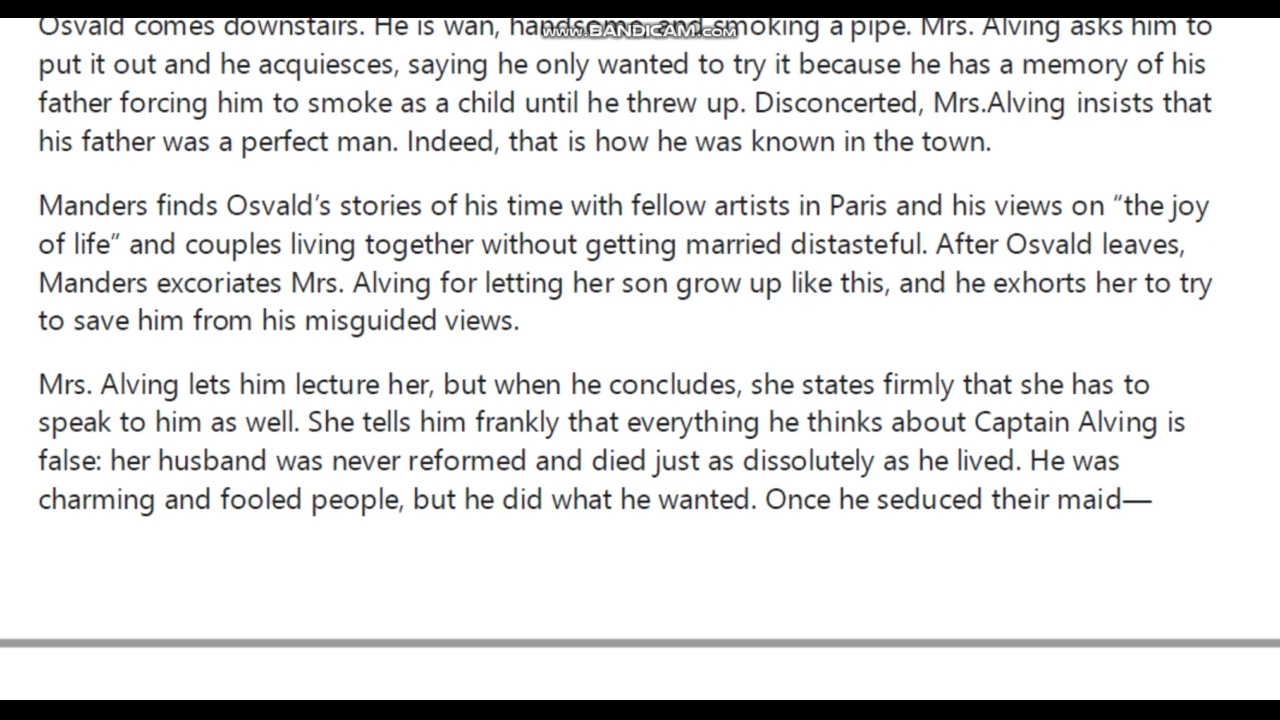 Osvald comes downstairs. He is wan, handsome, and smoking a pipe. Mrs. Alving asks him to
www.BANDICAM.com
put it out and he acquiesces, saying he only wanted to try it because he has a memory of his
father forcing him to smoke as a child until he threw up. Disconcerted, Mrs.Alving insists that
his father was a perfect man. Indeed, that is how he was known in the town.
Manders finds Osvald’s stories of his time with fellow artists in Paris and his views on “the joy
of life” and couples living together without getting married distasteful. After Osvald leaves,
Manders excoriates Mrs. Alving for letting her son grow up like this, and he exhorts her to try
to save him from his misguided views.
Mrs. Alving lets him lecture her, but when he concludes, she states firmly that she has to
speak to him as well. She tells him frankly that everything he thinks about Captain Alving is
false: her husband was never reformed and died just as dissolutely as he lived. He was
charming and fooled people, but he did what he wanted. Once he seduced their maid—